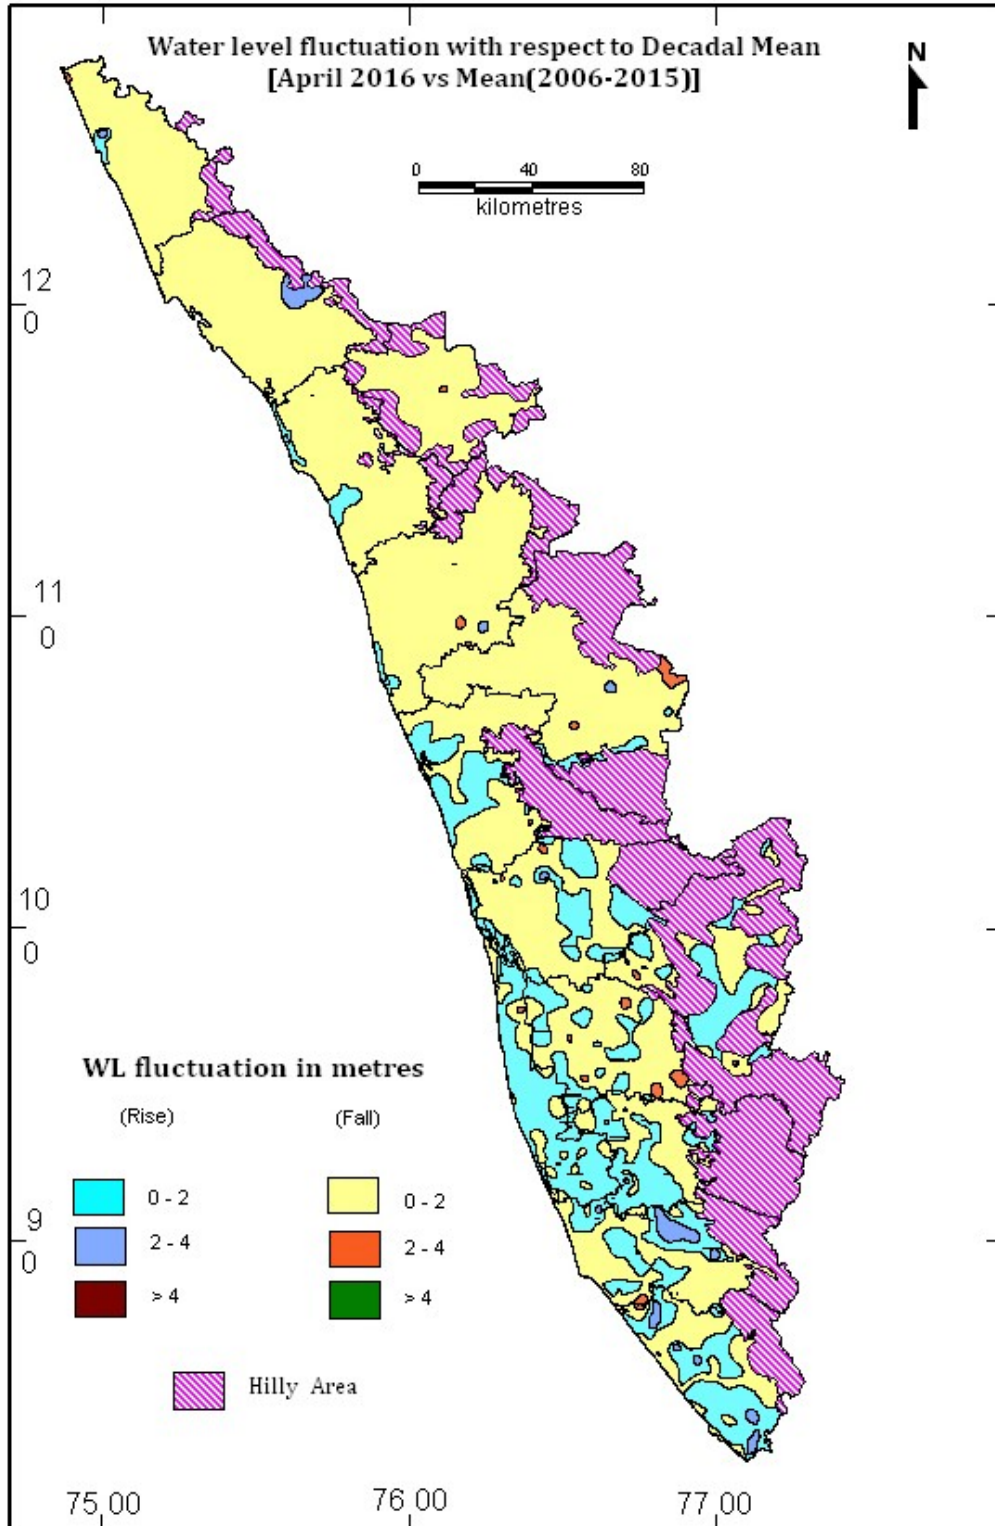 Water level fluctuation with respect to Decadal Mean
[April 2016 vs Mean(2006-2015)]
N
0 40 80
kilometres
12
0
11
0
10
0
9
0
WL fluctuation in metres
(Rise) (Fall)
0 - 2 0 - 2
2 - 4 2 - 4
> 4 > 4
Hilly Area
75 00 76 00 77 00